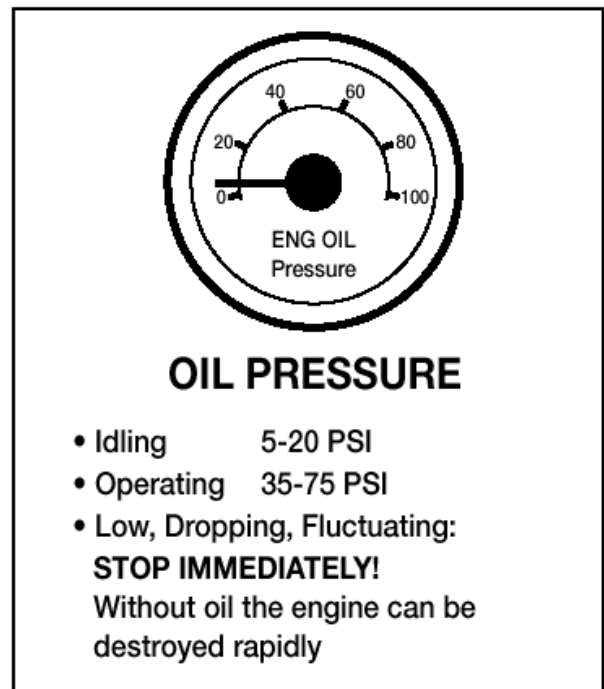 40 60
20 80
0 100
ENG OIL
Pressure
OIL PRESSURE
• Idling 5-20 PSI
• Operating 35-75 PSI
• Low, Dropping, Fluctuating:
STOP IMMEDIATELY!
Without oil the engine can be
destroyed rapidly